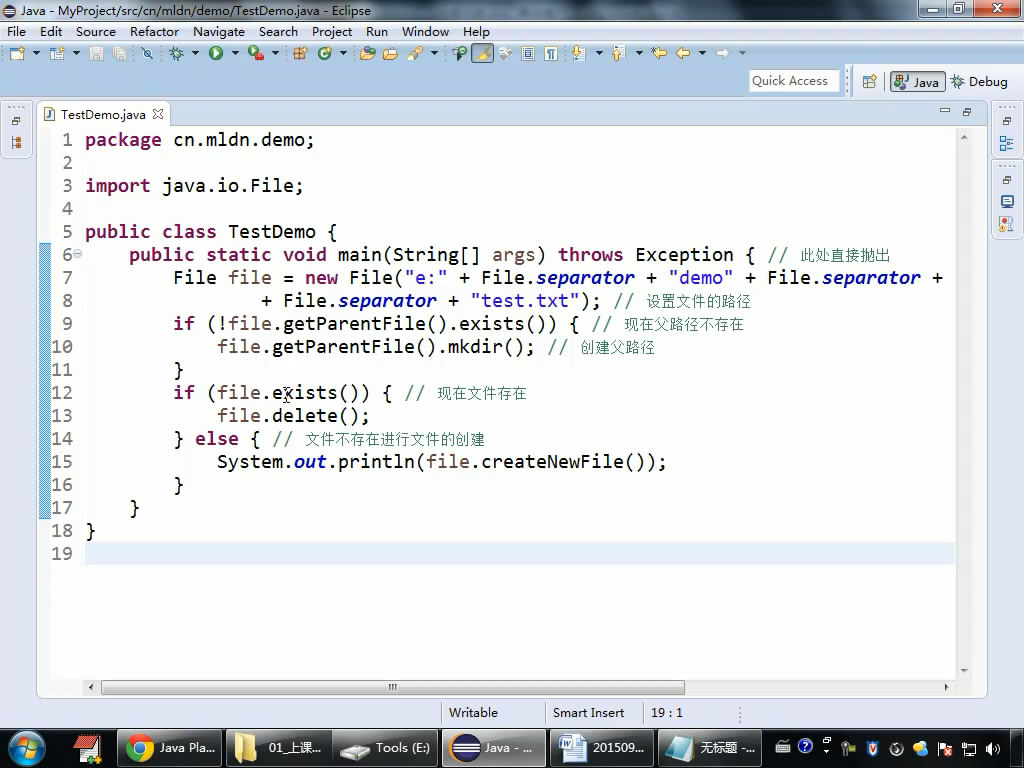 Java - MyProject/src/cn/mldn/demo/TestDemo.java - Eclipse
File Edit Source Refactor Navigate Search Project Run Window Help
Quick Access
Java
Debug
TestDemo.java
1 package cn.mldn.demo;
2
3 import java.io.File;
4
5 public class TestDemo {
6 public static void main(String[] args) throws Exception { // 此处直接抛出
7 File file = new File("e:" + File.separator + "demo" + File.separator +
8 + File.separator + "test.txt"); // 设置文件的路径
9 if (!file.getParentFile().exists()) { // 现在父路径不存在
10 file.getParentFile().mkdir(); // 创建父路径
11 }
12 if (file.exists()) { // 现在文件存在
13 file.delete();
14 } else { // 文件不存在进行文件的创建
15 System.out.println(file.createNewFile());
16 }
17 }
18 }
19
Writable
Smart Insert
19 : 1
Java Pla...
01_上课...
Tools (E:)
Java - ...
201509...
无标题 -...